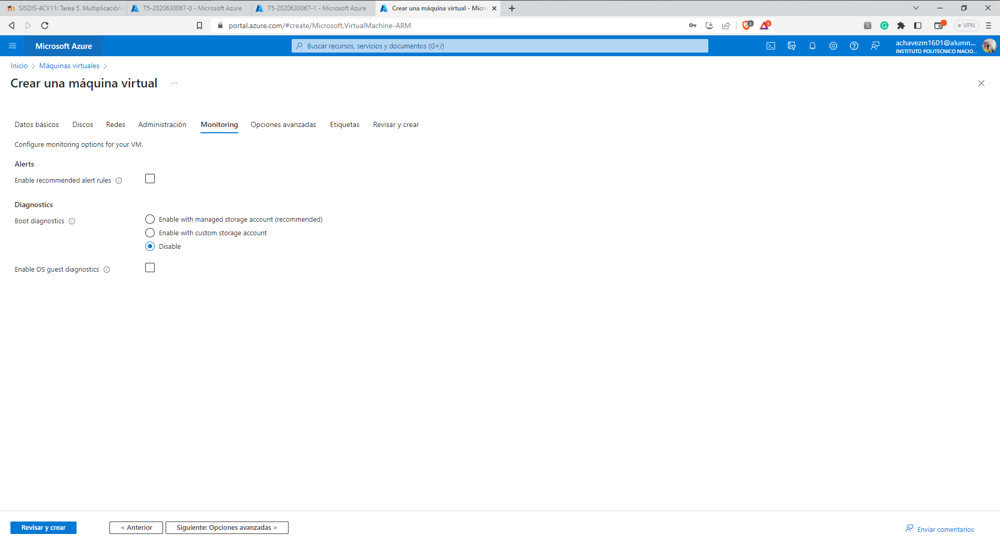 SISDIS-4CV11: Tarea 5. Multiplicación
T5-2020630067-0 - Microsoft Azure
T5-2020630067-1 - Microsoft Azure
Crear una máquina virtual - Micro
portal.azure.com/#create/Microsoft.VirtualMachine-ARM
2
3
VPN
Microsoft Azure
Buscar recursos, servicios y documentos (G+/)
achavezm1601@alumn...
INSTITUTO POLITECNICO NACIO...
Inicio > Máquinas virtuales >
Crear una máquina virtual ...
Datos básicos Discos Redes Administración Monitoring Opciones avanzadas Etiquetas Revisar y crear
Configure monitoring options for your VM.
Alerts
Enable recommended alert rules
Diagnostics
Boot diagnostics
Enable with managed storage account (recommended)
Enable with custom storage account
Disable
Enable OS guest diagnostics
Revisar y crear
< Anterior
Siguiente: Opciones avanzadas >
Enviar comentarios